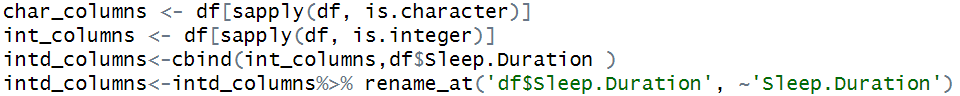 char_columns <- df[sapply(df, is.character)]
int_columns <- df[sapply(df, is.integer)]
intd_columns<-cbind(int_columns,df$Sleep.Duration )
intd_columns<-intd_columns%>% rename_at('df$Sleep.Duration', ~'Sleep.Duration')